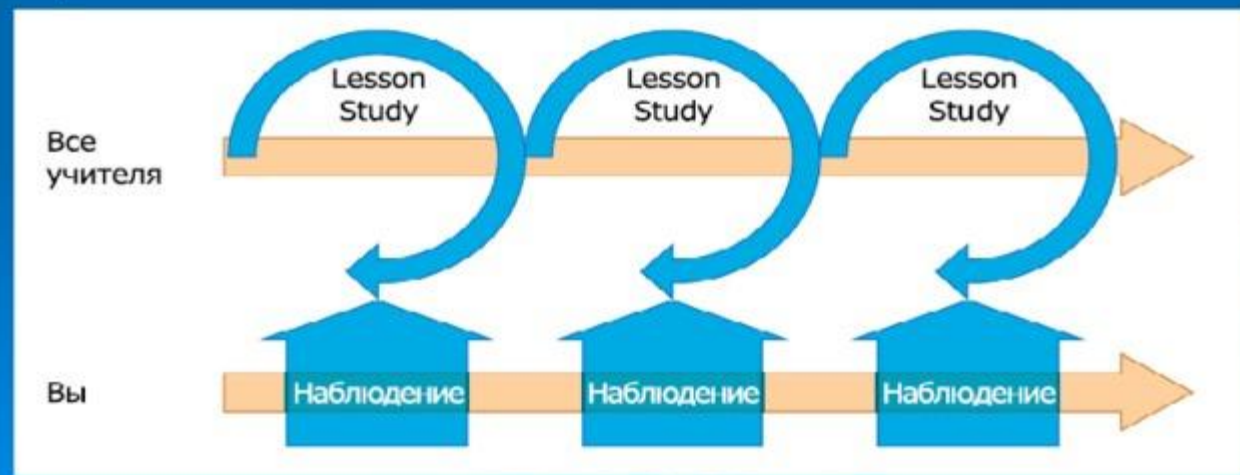 Lesson
Study
Lesson
Study
Lesson
Study
Все
учителя
Вы
Наблюдение
Наблюдение
Наблюдение